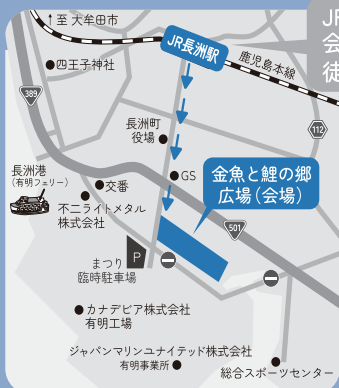 ↑至 大牟田市
JR長洲駅
JR
会
徒
四王子神社
鹿児島本線
389
長洲町
役場
112
長洲港
(有明フェリー)
交番
GS
金魚と鯉の郷
広場(会場)
不二ライトメタル
株式会社
501
まつり
臨時駐車場
P
カナデビア株式会社
有明工場
ジャパンマリンユナイテッド株式会社
有明事業所
総合スポーツセンター